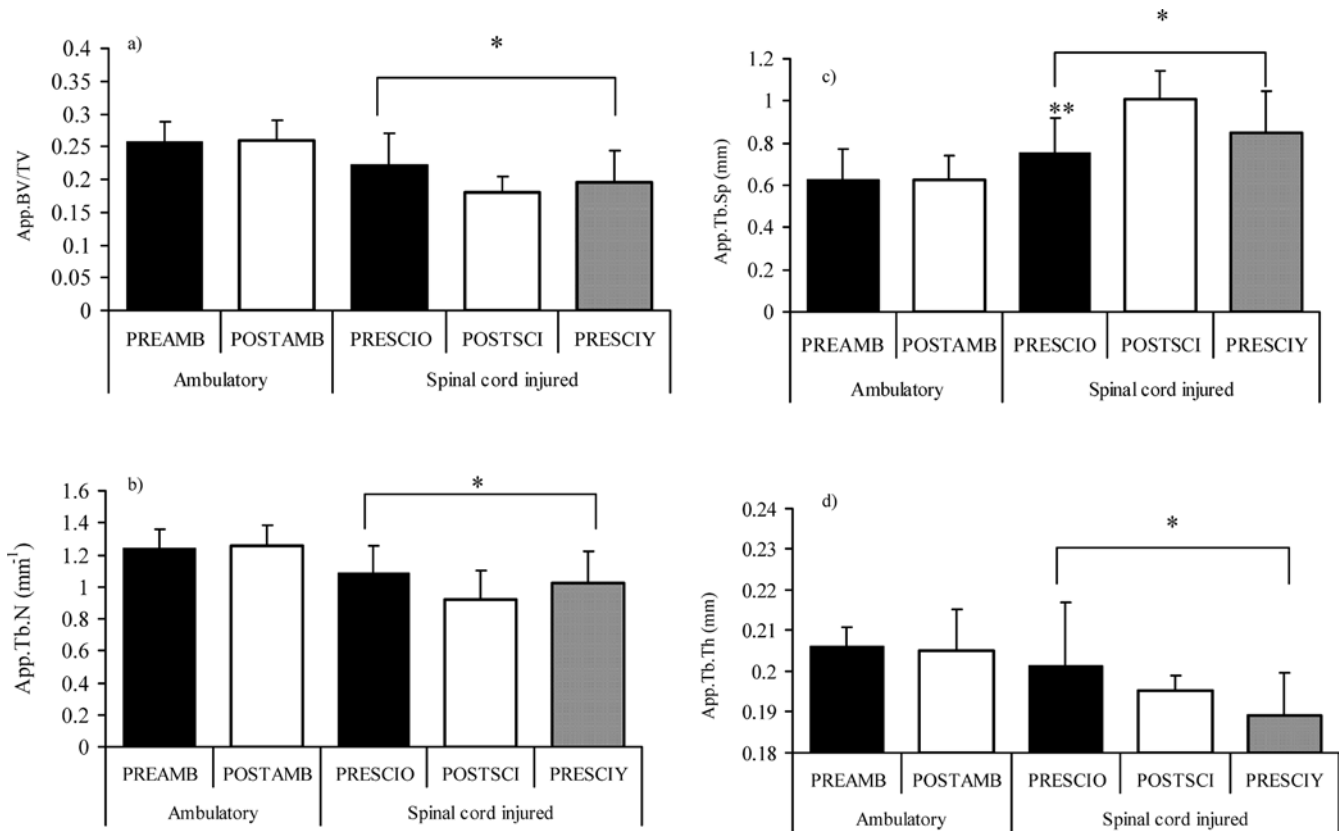 a)
*
App.BV/TV
0.4
0.35
0.3
0.25
0.2
0.15
0.1
0.05
0
PREAMB POSTAMB PRESCIO POSTSCI PRESCIY
Ambulatory Spinal cord injured
c)
*
**
App.Tb.Sp (mm)
1.2
1
0.8
0.6
0.4
0.2
0
PREAMB POSTAMB PRESCIO POSTSCI PRESCIY
Ambulatory Spinal cord injured
b)
*
App.Tb.N (mm-1)
1.6
1.4
1.2
1
0.8
0.6
0.4
0.2
0
PREAMB POSTAMB PRESCIO POSTSCI PRESCIY
Ambulatory Spinal cord injured
d)
*
App.Tb.Th (mm)
0.24
0.23
0.22
0.21
0.2
0.19
0.18
PREAMB POSTAMB PRESCIO POSTSCI PRESCIY
Ambulatory Spinal cord injured